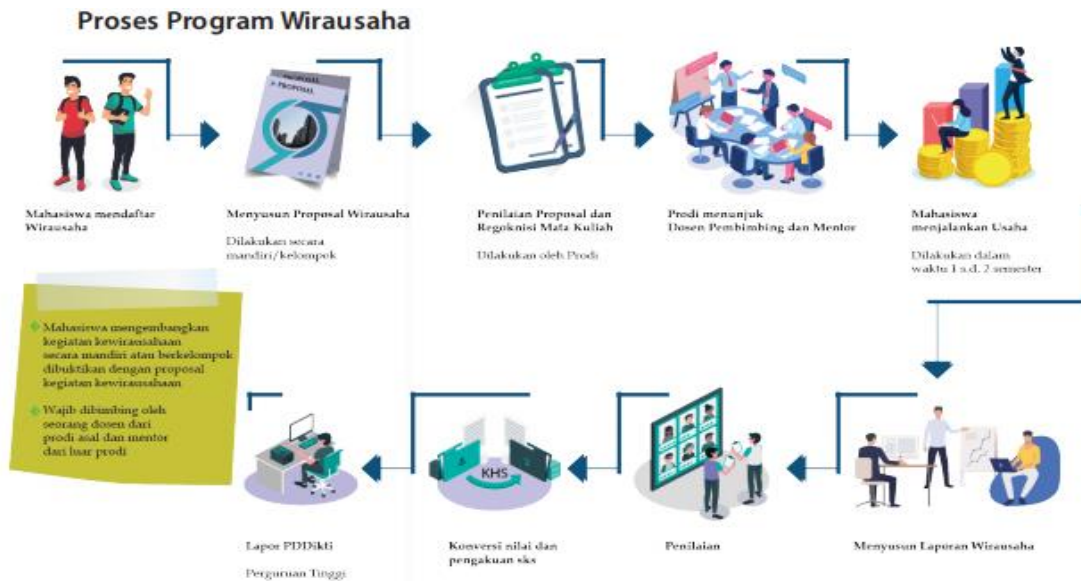 Proses Program Wirausaha
PROPOSAL
PROPOSAL
Mahasiswa mendaftar
Wirausaha
Menyusun Proposal Wirausaha
Dilakukan secara
mandiri/kelompok
Penilaian Proposal dan
Regoknisi Mata Kuliah
Dilakukan oleh Prodi
Prodi menunjuk
Dosen Pembimbing dan Mentor
Mahasiswa
menjalankan Usaha
Dilakukan dalam
waktu 1 s.d. 2 semester
Mahasiswa mengembangkan
kegiatan kewirausahaan
secara mandiri atau berkelompok
dibuktikan dengan proposal
kegiatan kewirausahaan
Wajib dibimbing oleh
seorang dosen dari
prodi asal dan mentor
dari luar prodi
KHS
Lapor PDDikti
Perguruan Tinggi
Konversi nilai dan
pengakuan sks
Penilaian
Menyusun Laporan Wirausaha